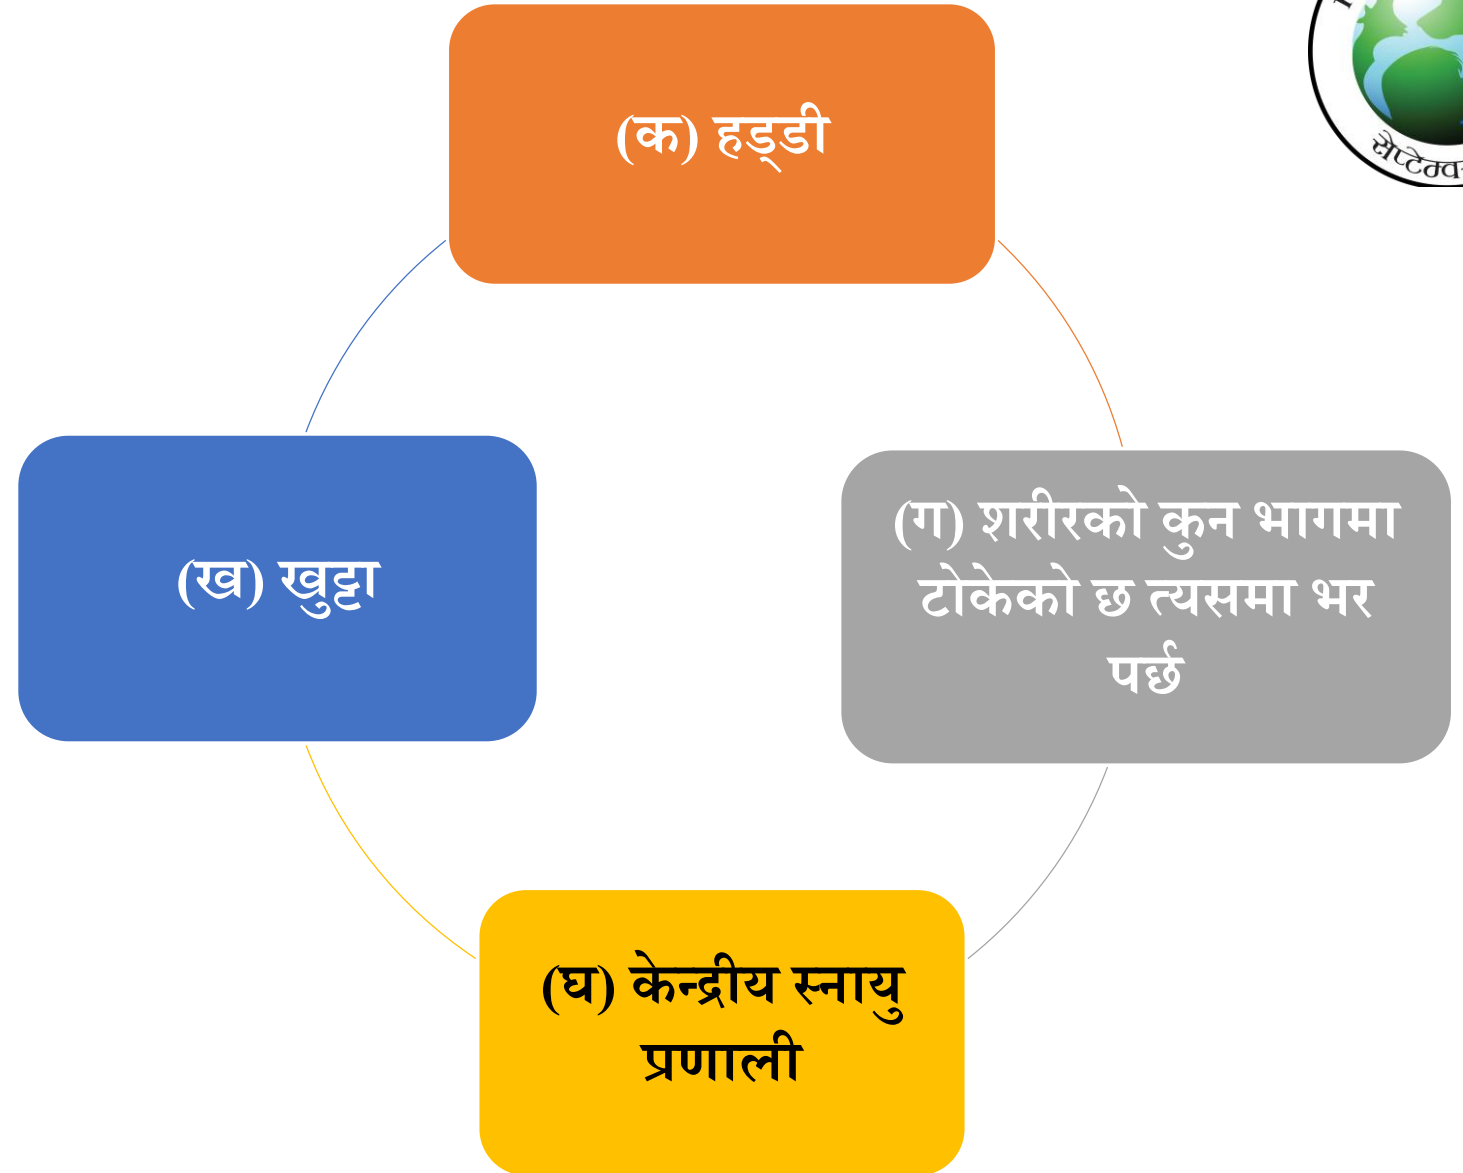 (क) हड्डी
(ख) खुट्टा
(ग) शरीरको कुन भागमा
टोकेको छ त्यसमा भर
पर्छ
(घ) केन्द्रीय स्नायु
प्रणाली